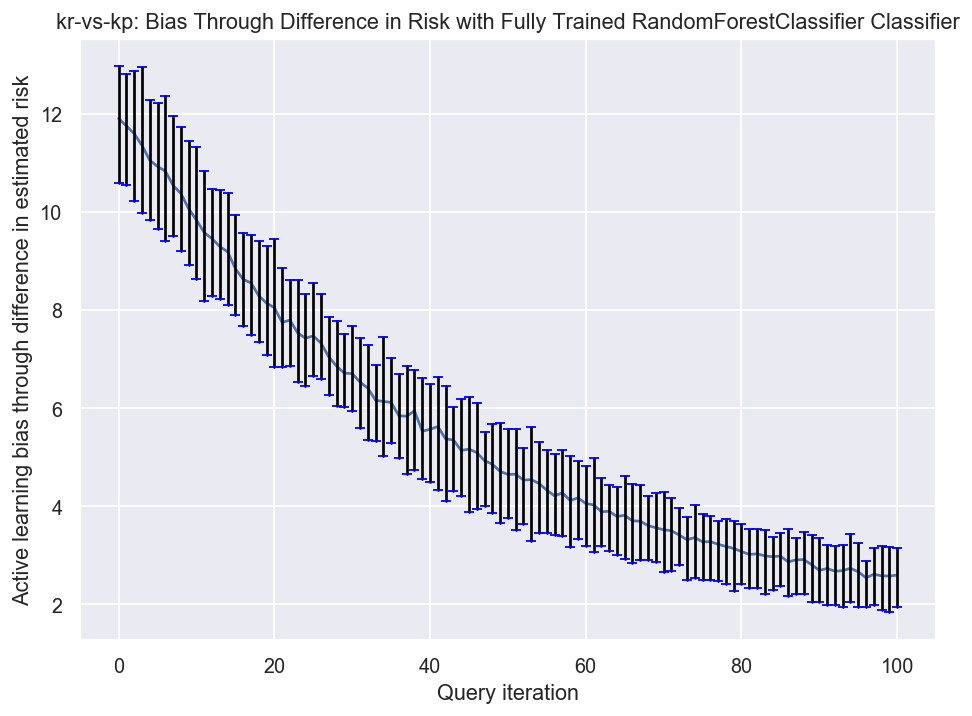 kr-vs-kp: Bias Through Difference in Risk with Fully Trained RandomForestClassifier Classifier
Active learning bias through difference in estimated risk
12
10
8
6
4
2
0 20 40 60 80 100
Query iteration